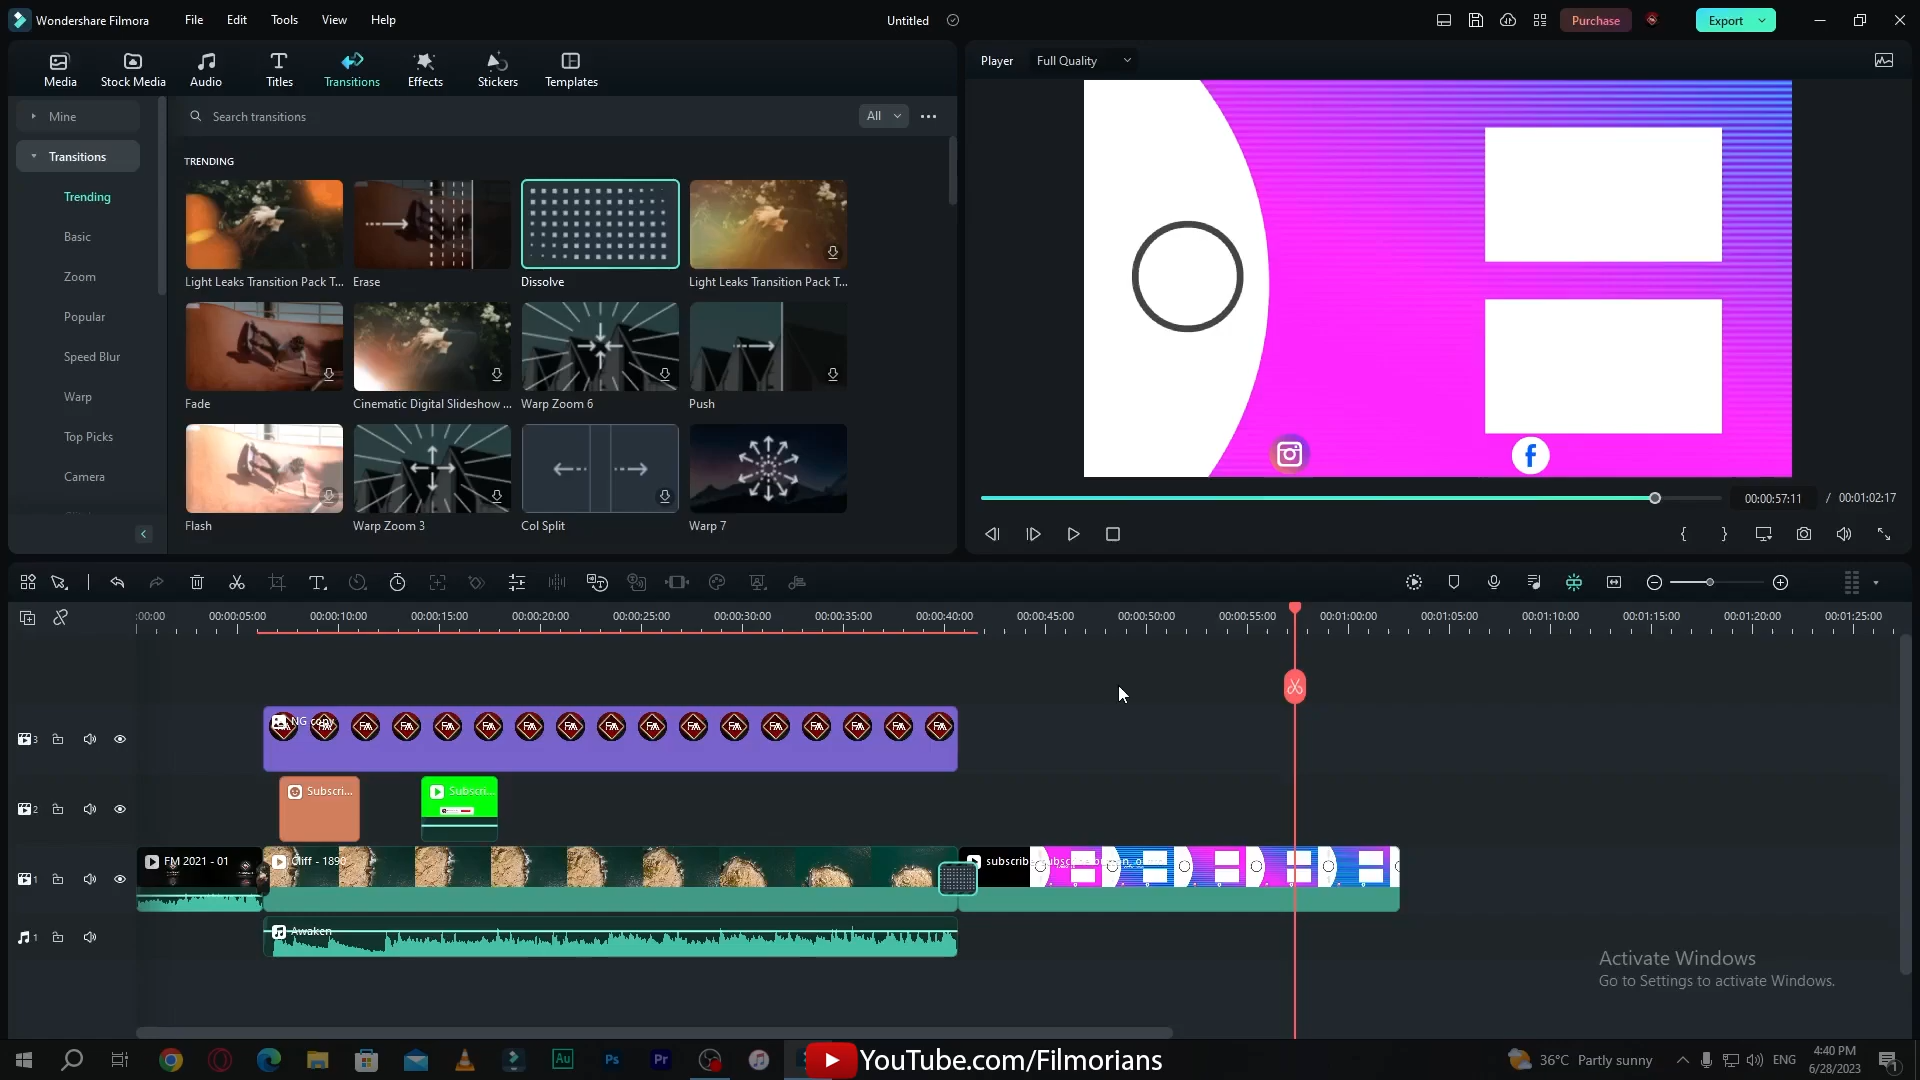 Wondershare Filmora
File
Edit
Tools
View
Help
Untitled
Purchase
Export
Media
Stock Media
Audio
Titles
Transitions
Effects
Stickers
Templates
Player
Full Quality
Mine
Search transitions
All
Transitions
TRENDING
Trending
Basic
Zoom
Popular
Speed Blur
Warp
Top Picks
Camera
Light Leaks Transition Pack T...
Erase
Dissolve
Light Leaks Transition Pack T...
Fade
Cinematic Digital Slideshow ...
Warp Zoom 6
Push
Flash
Warp Zoom 3
Col Split
Warp 7
00:00:57:11 / 00:01:02:17
:00:00 00:00:05:00 00:00:10:00 00:00:15:00 00:00:20:00 00:00:25:00 00:00:30:00 00:00:35:00 00:00:40:00 00:00:45:00 00:00:50:00 00:00:55:00 00:01:00:00 00:01:05:00 00:01:10:00 00:01:15:00 00:01:20:00 00:01:25:00
3
NG copy
2
Subscri...
Subscri...
1
FM 2021 - 01
Cliff - 1890
1
Awaken
Activate Windows
Go to Settings to activate Windows.
Au
Ps
Pr
YouTube.com/Filmorians
36°C Partly sunny
ENG
4:40 PM
6/28/2023
1